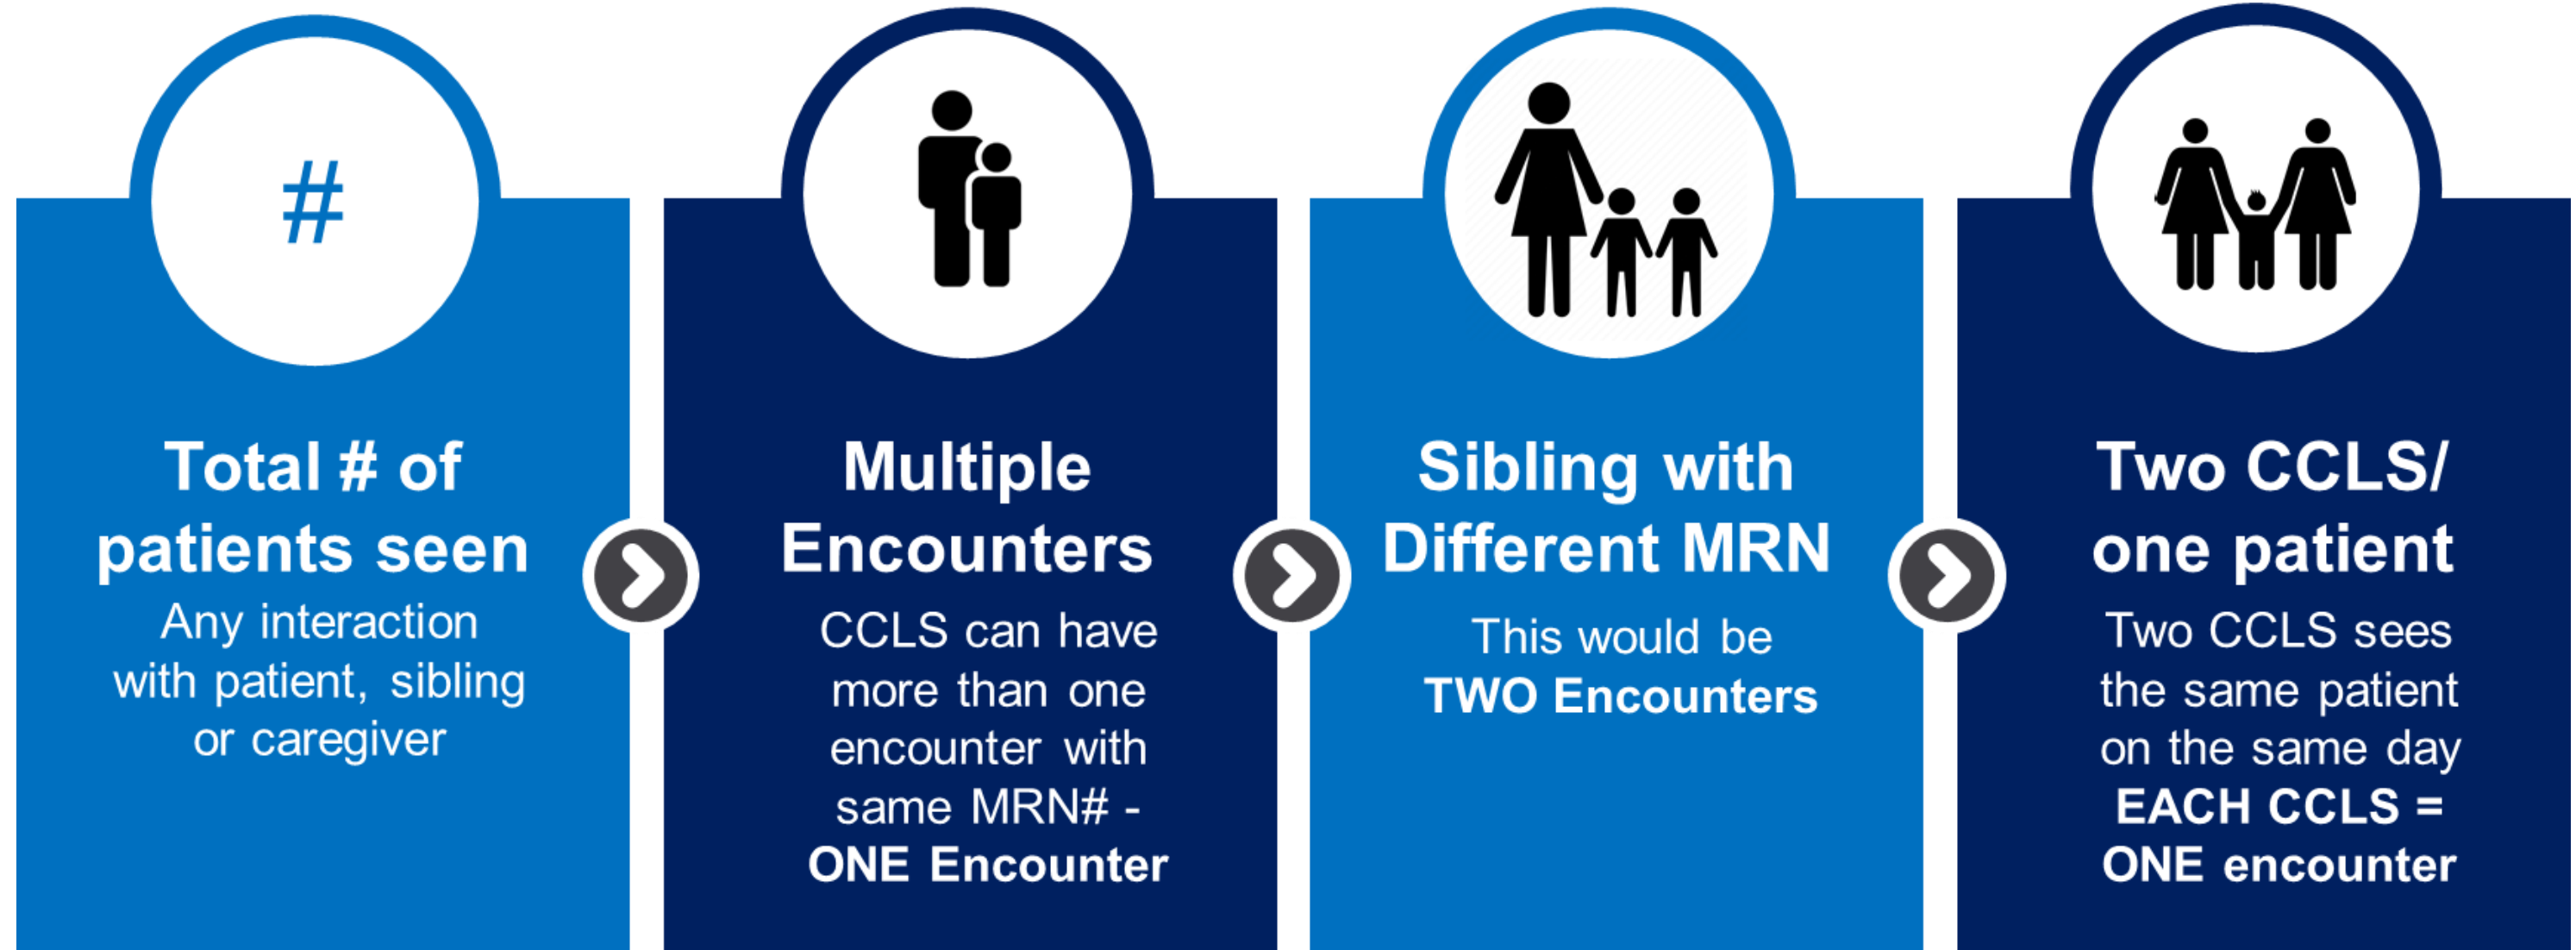 #
Total # of
patients seen
Any interaction
with patient, sibling
or caregiver
Multiple
Encounters
CCLS can have
more than one
encounter with
same MRN# -
ONE Encounter
Sibling with
Different MRN
This would be
TWO Encounters
Two CCLS/
one patient
Two CCLS sees
the same patient
on the same day
EACH CCLS =
ONE encounter